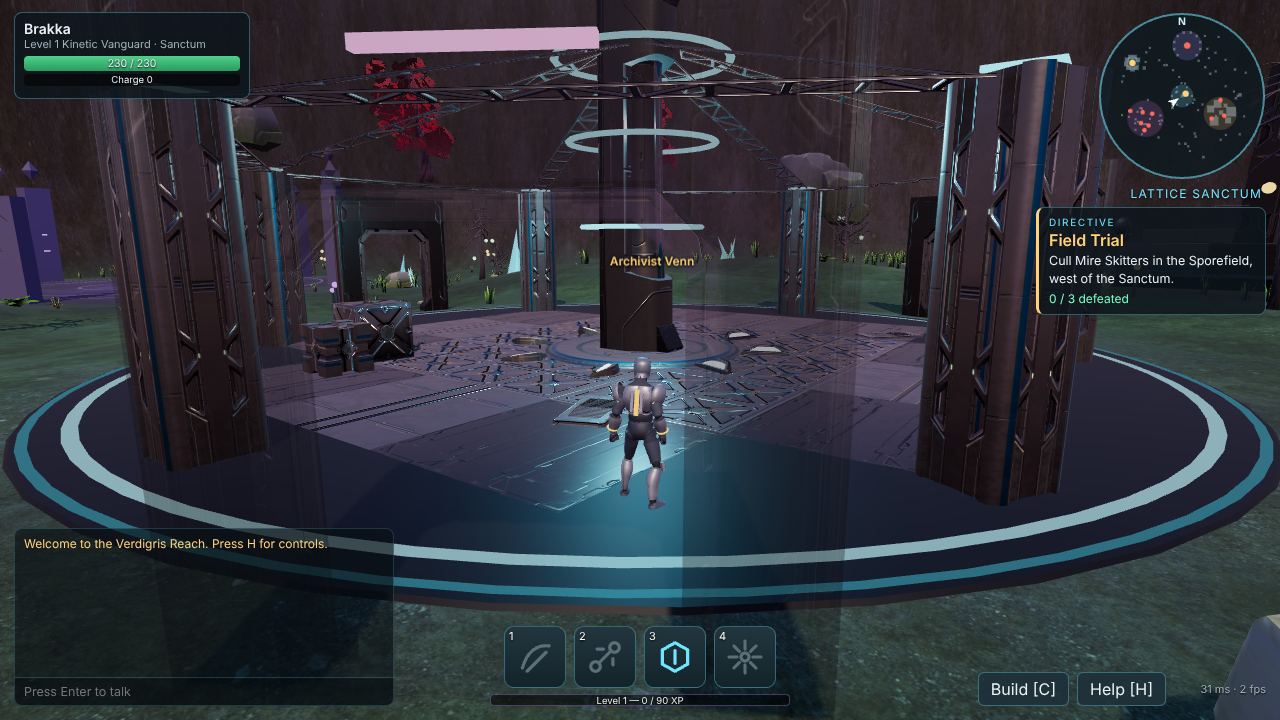 Brakka
Level 1 Kinetic Vanguard · Sanctum
230 / 230
Charge 0
N
LATTICE SANCTUM
DIRECTIVE
Field Trial
Cull Mire Skitters in the Sporefield,
west of the Sanctum.
0 / 3 defeated
Archivist Venn
Welcome to the Verdigris Reach. Press H for controls.
Press Enter to talk
1
2
3
4
Level 1 — 0 / 90 XP
Build [C]
Help [H]
31 ms · 2 fps